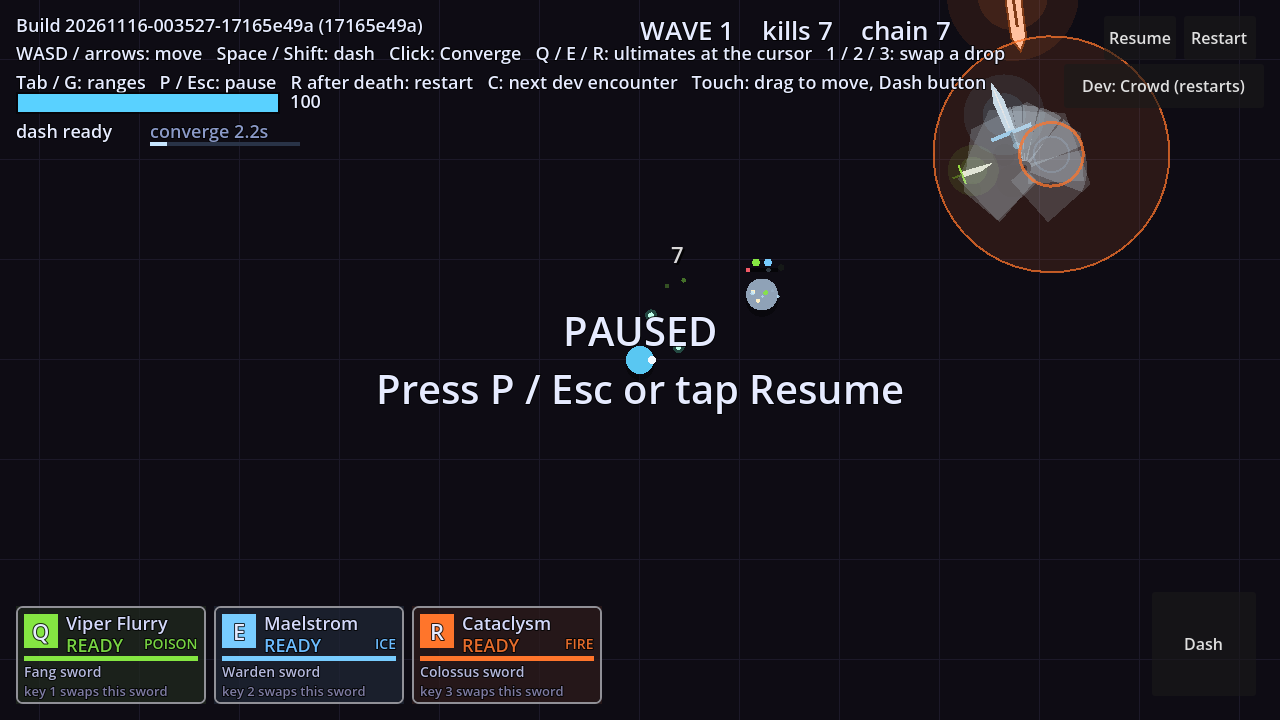 Build 20261116-003527-17165e49a (17165e49a)
WAVE 1 kills 7 chain 7
Resume
Restart
WASD / arrows: move Space / Shift: dash Click: Converge Q / E / R: ultimates at the cursor 1 / 2 / 3: swap a drop
Tab / G: ranges P / Esc: pause R after death: restart C: next dev encounter Touch: drag to move, Dash button
Dev: Crowd (restarts)
100
dash ready
converge 2.2s
7
PAUSED
Press P / Esc or tap Resume
Q
Viper Flurry
READY
POISON
Fang sword
key 1 swaps this sword
E
Maelstrom
READY
ICE
Warden sword
key 2 swaps this sword
R
Cataclysm
READY
FIRE
Colossus sword
key 3 swaps this sword
Dash